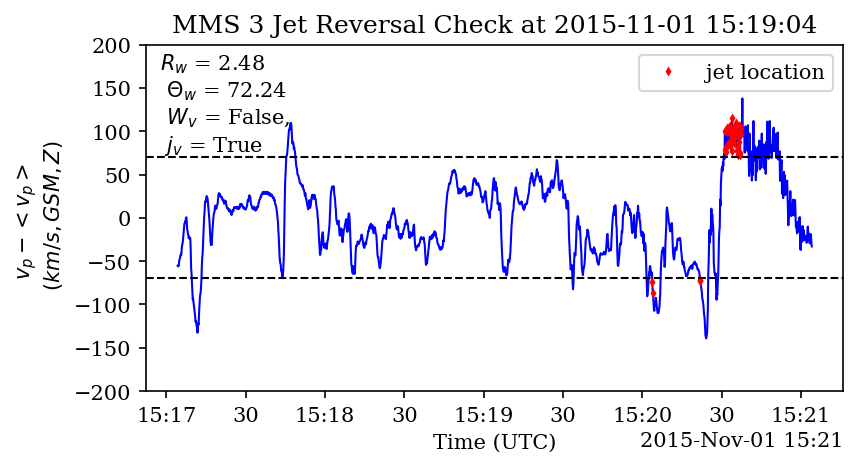 MMS 3 Jet Reversal Check at 2015-11-01 15:19:04
R_w = 2.48
Θ_w = 72.24
W_v = False,
j_v = True
jet location
200
150
100
50
0
−50
−100
−150
−200
v_p − <v_p>
(km/s, GSM, Z)
15:17 30 15:18 30 15:19 30 15:20 30 15:21
Time (UTC)
2015-Nov-01 15:21